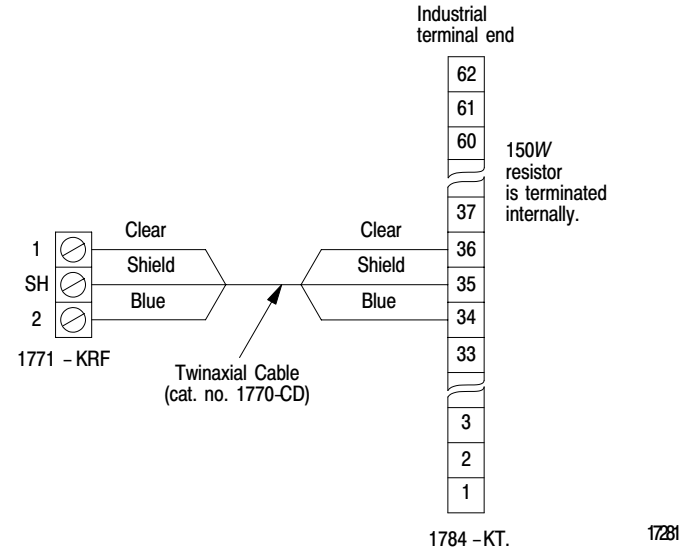 Industrial
terminal end
62
61
60
150W
resistor
is terminated
internally.
37
Clear
Clear
1
36
Shield
Shield
SH
35
Blue
Blue
2
34
33
1771 – KRF
Twinaxial Cable
(cat. no. 1770-CD)
3
2
1
1784 – KT.